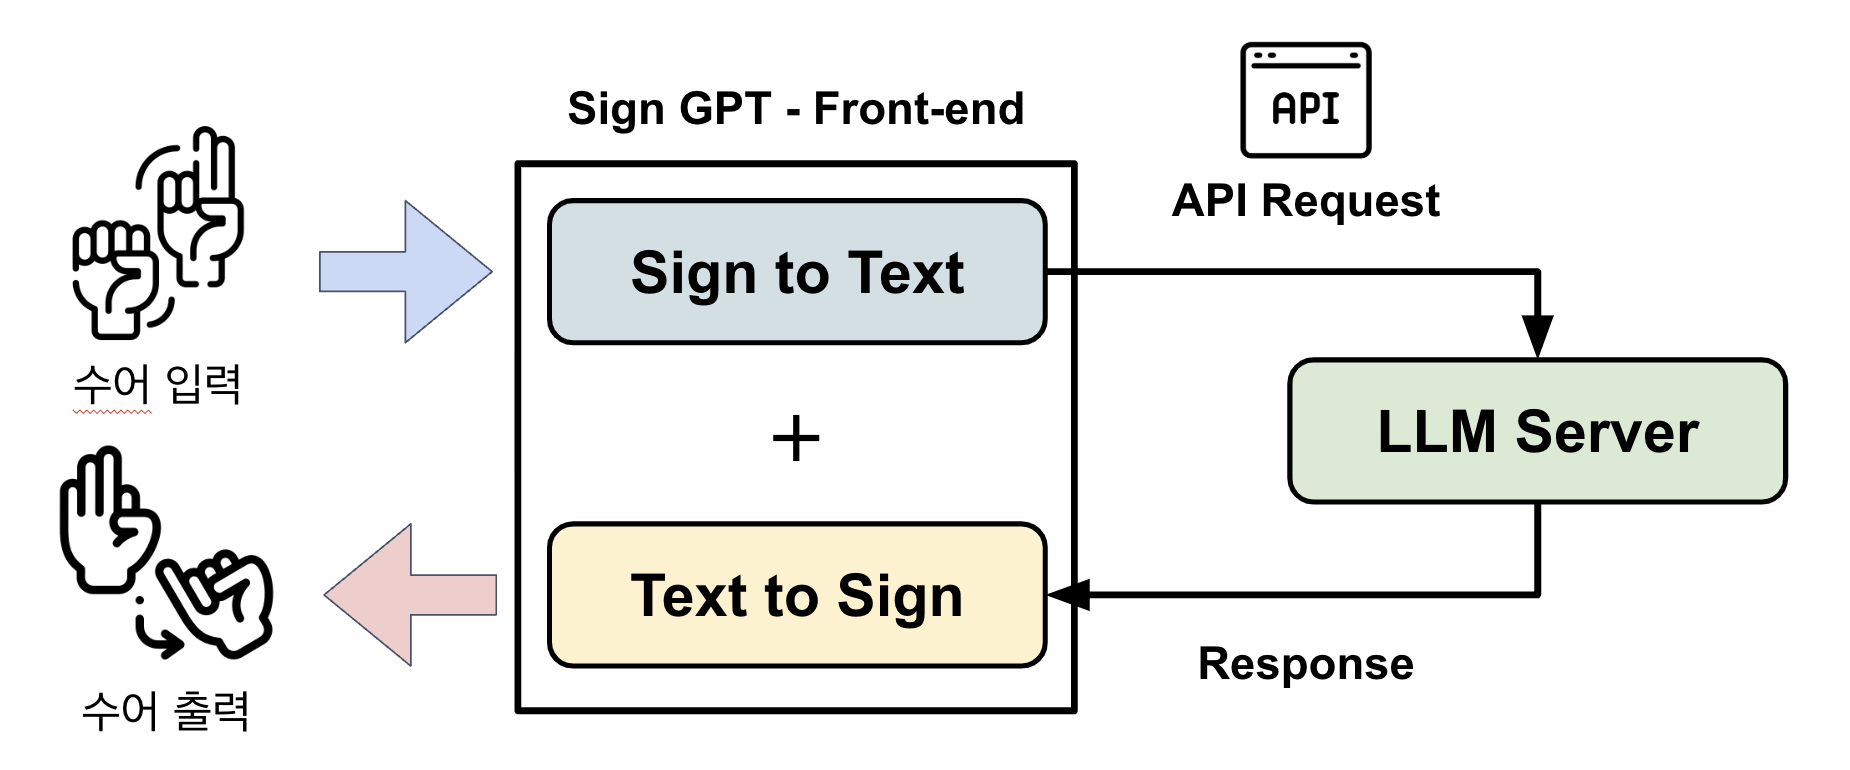 Sign GPT - Front-end
API
API Request
Sign to Text
수어 입력
+
LLM Server
Text to Sign
Response
수어 출력